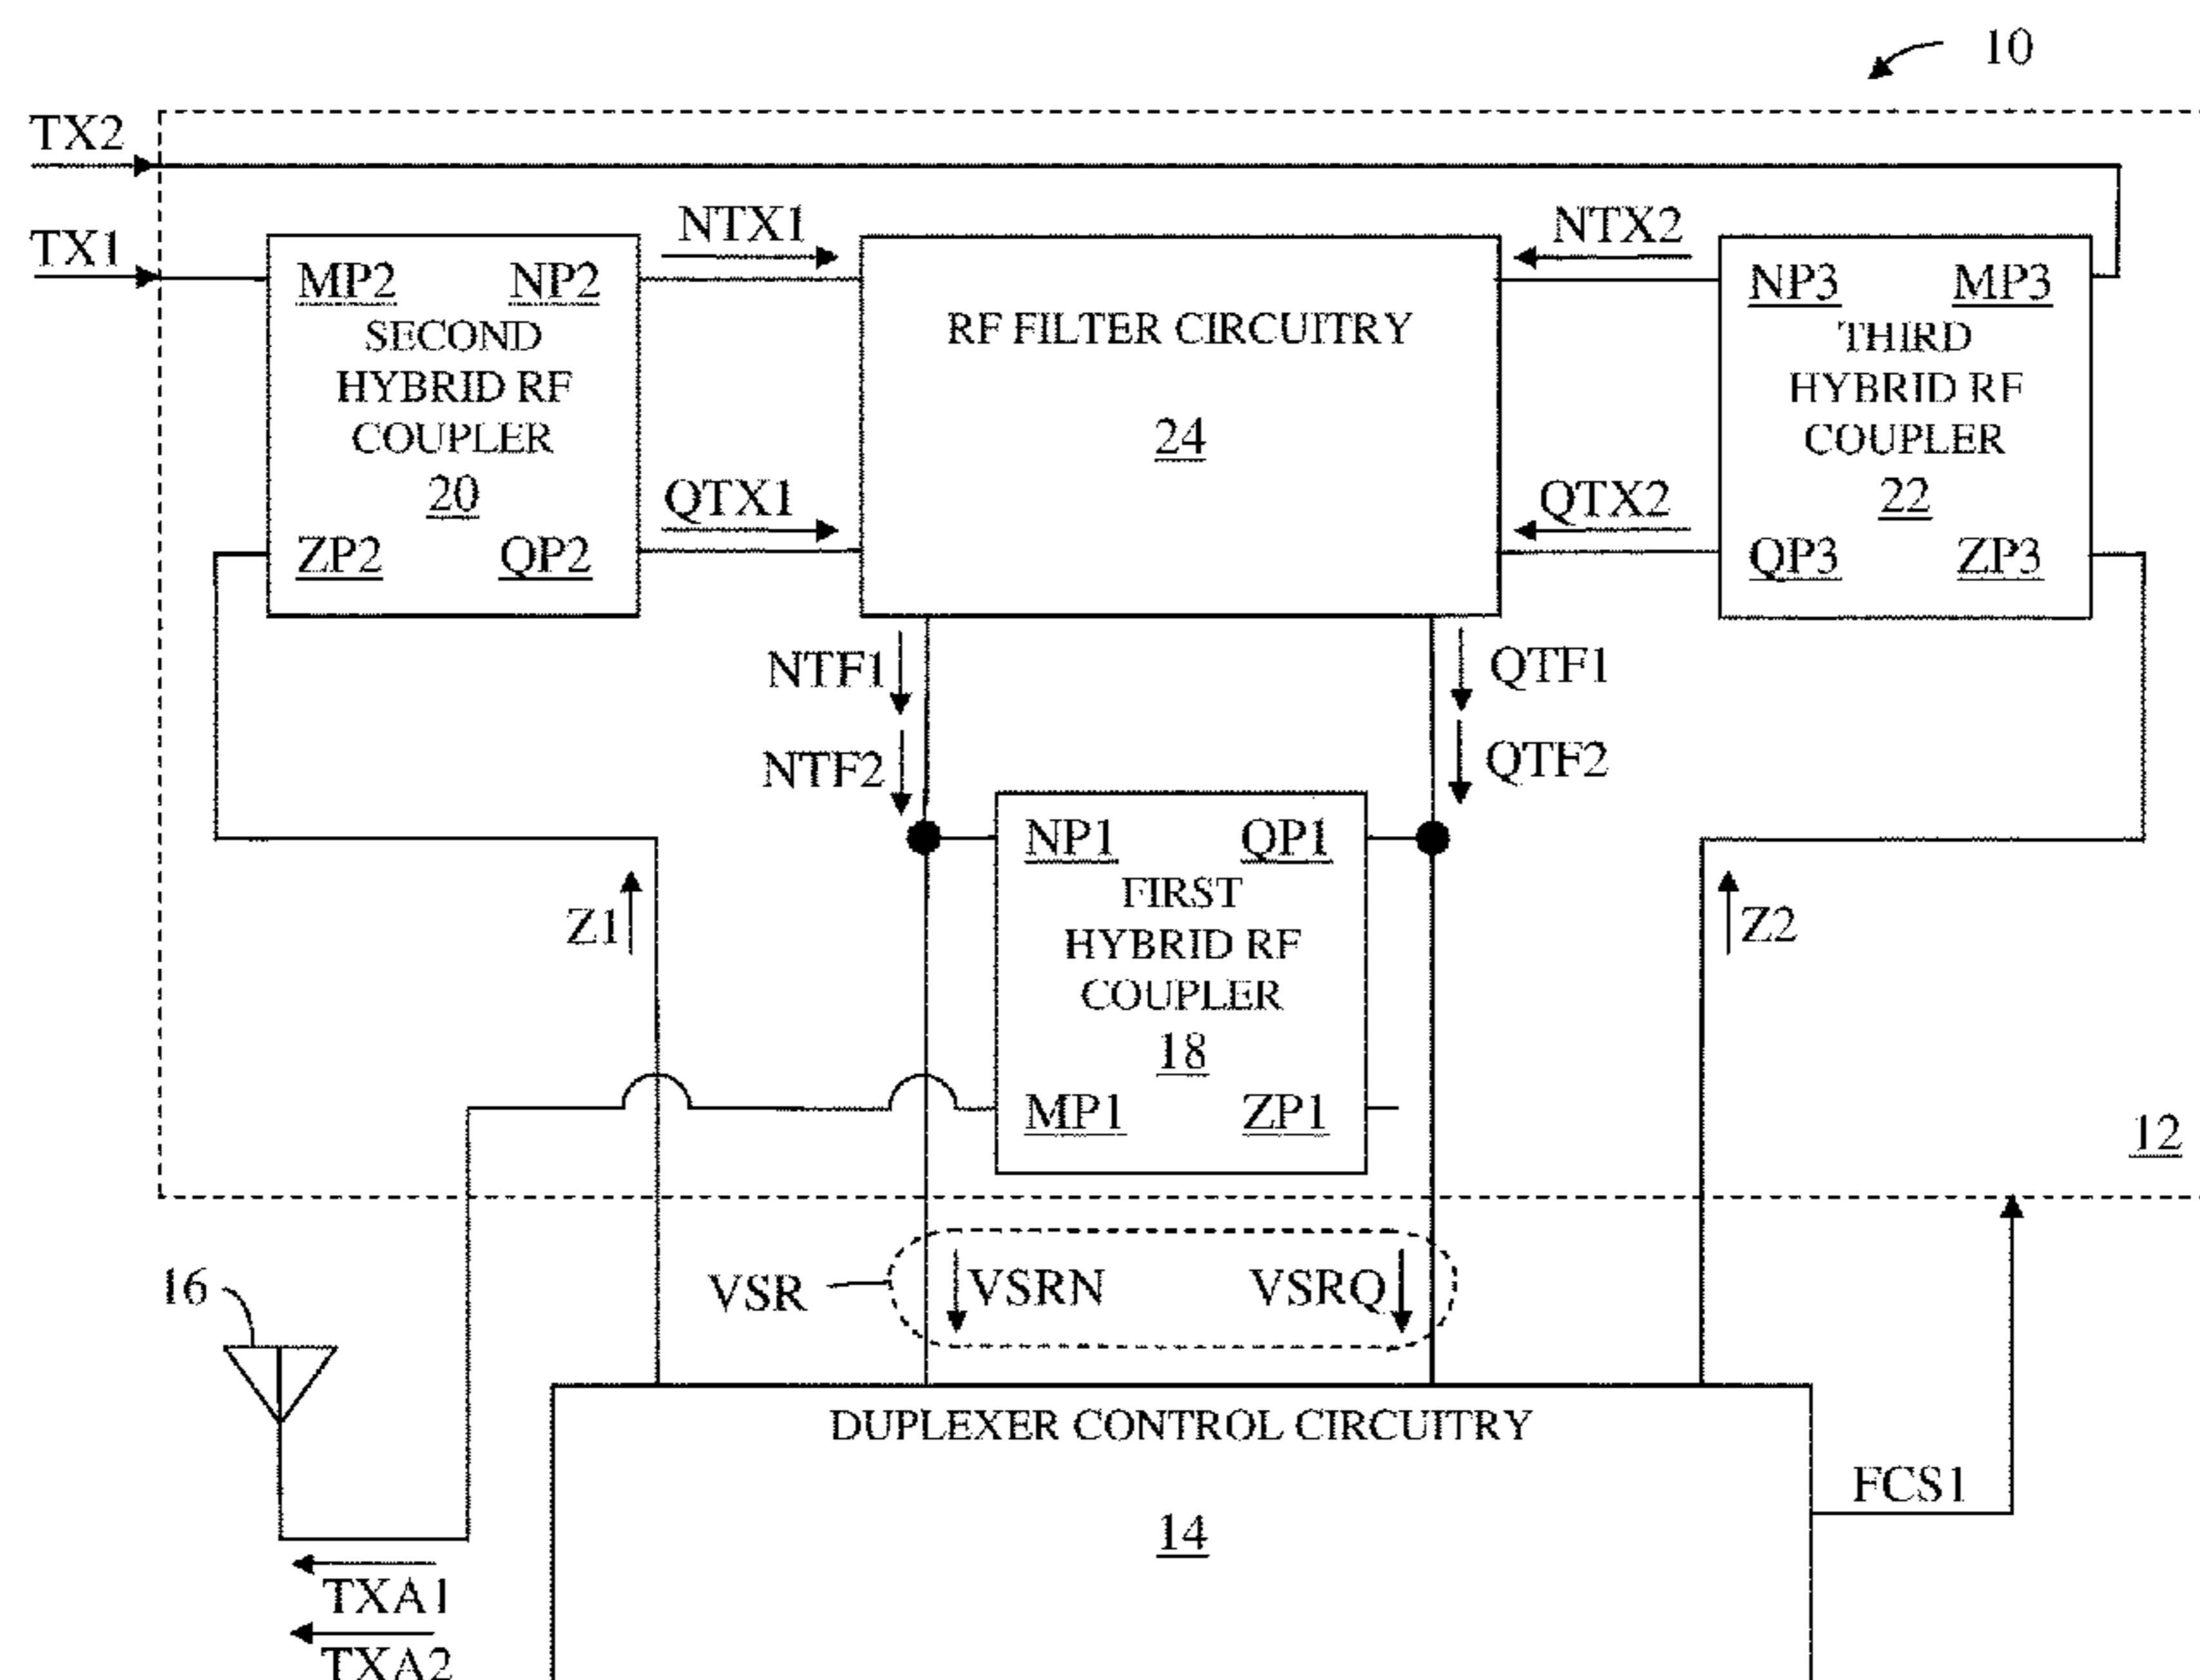 10
TX2
TX1
NTX1
NTX2
MP2 NP2
SECOND
HYBRID RF
COUPLER
20
ZP2 QP2
RF FILTER CIRCUITRY
24
NP3 MP3
THIRD
HYBRID RF
COUPLER
22
QP3 ZP3
QTX1
QTX2
NTF1
QTF1
NTF2
QTF2
NP1 QP1
FIRST
HYBRID RF
COUPLER
18
MP1 ZP1
Z1
Z2
12
VSR
VSRN
VSRQ
16
DUPLEXER CONTROL CIRCUITRY
14
FCS1
TXA1
TXA2